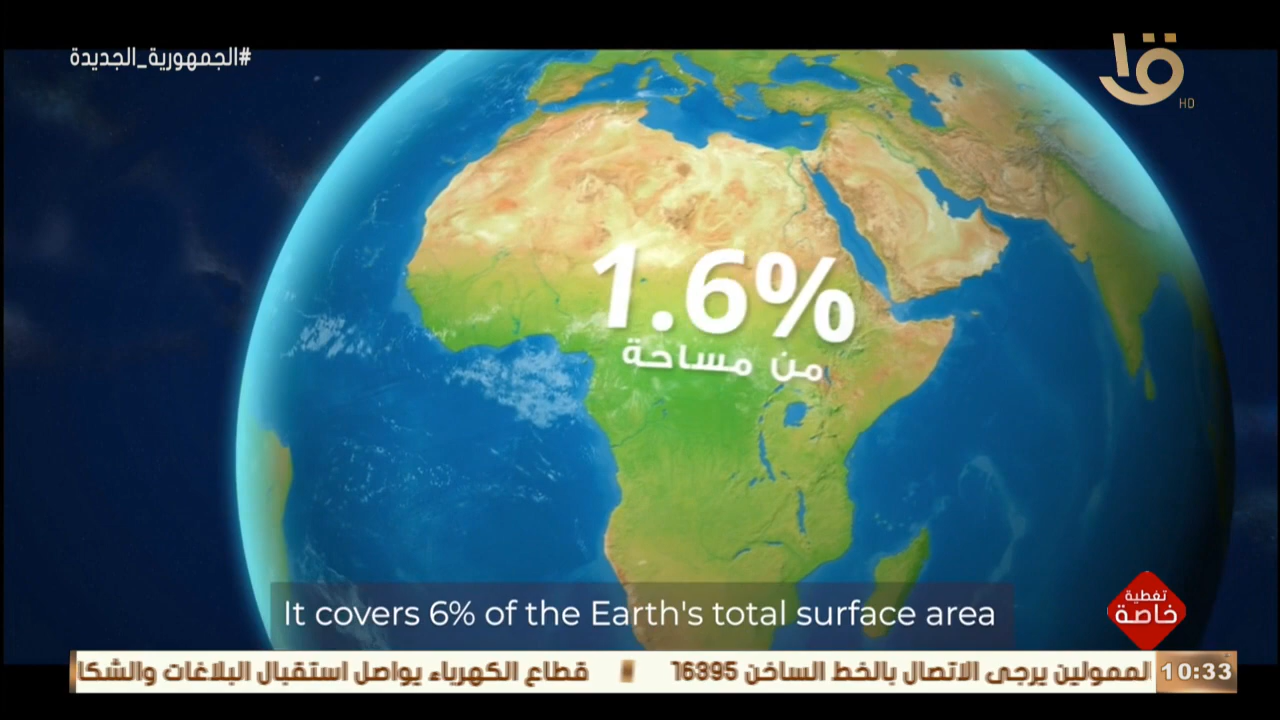 #الجمهورية_الجديدة
HD
1.6%
من مساحة
It covers 6% of the Earth's total surface area
تغطية
خاصة
الممولين يرجى الاتصال بالخط الساخن 16395 قطاع الكهرباء يواصل استقبال البلاغات والشكا
10:33